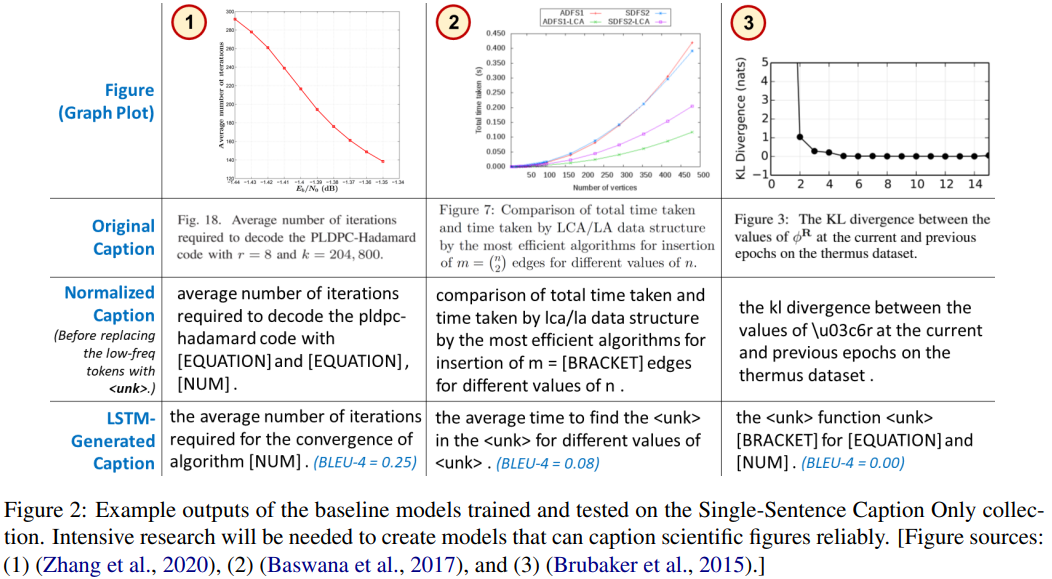 1
2
3
Figure
(Graph Plot)
Average number of iterations
300
280
260
240
220
200
180
160
140
120
-1.44
-1.43
-1.42
-1.41
-1.4
-1.39
-1.38
-1.37
-1.36
-1.35
-1.34
Eb/N0 (dB)
ADFS1
SDFS2
ADFS1-LCA
SDFS2-LCA
Total time taken (s)
0.450
0.400
0.350
0.300
0.250
0.200
0.150
0.100
0.050
0.000
50 100 150 200 250 300 350 400 450 500
Number of vertices
KL Divergence (nats)
5
4
3
2
1
0
−1
0 2 4 6 8 10 12 14
Original
Caption
Fig. 18. Average number of iterations
required to decode the PLDPC-Hadamard
code with r = 8 and k = 204, 800.
Figure 7: Comparison of total time taken
and time taken by LCA/LA data structure
by the most efficient algorithms for insertion
of m = (n 2) edges for different values of n.
Figure 3: The KL divergence between the
values of ϕR at the current and previous
epochs on the thermus dataset.
Normalized
Caption
(Before replacing
the low-freq
tokens with
<unk>.)
average number of iterations
required to decode the pldpc-
hadamard code with
[EQUATION] and [EQUATION] ,
[NUM] .
comparison of total time taken and
time taken by lca/la data structure
by the most efficient algorithms for
insertion of m = [BRACKET] edges
for different values of n .
the kl divergence between the
values of \u03c6r at the current
and previous epochs on the
thermus dataset .
LSTM-
Generated
Caption
the average number of iterations
required for the convergence of
algorithm [NUM] . (BLEU-4 = 0.25)
the average time to find the <unk>
in the <unk> for different values of
<unk> . (BLEU-4 = 0.08)
the <unk> function <unk>
[BRACKET] for [EQUATION] and
[NUM] . (BLEU-4 = 0.00)
Figure 2: Example outputs of the baseline models trained and tested on the Single-Sentence Caption Only collec-
tion. Intensive research will be needed to create models that can caption scientific figures reliably. [Figure sources:
(1) (Zhang et al., 2020), (2) (Baswana et al., 2017), and (3) (Brubaker et al., 2015).]